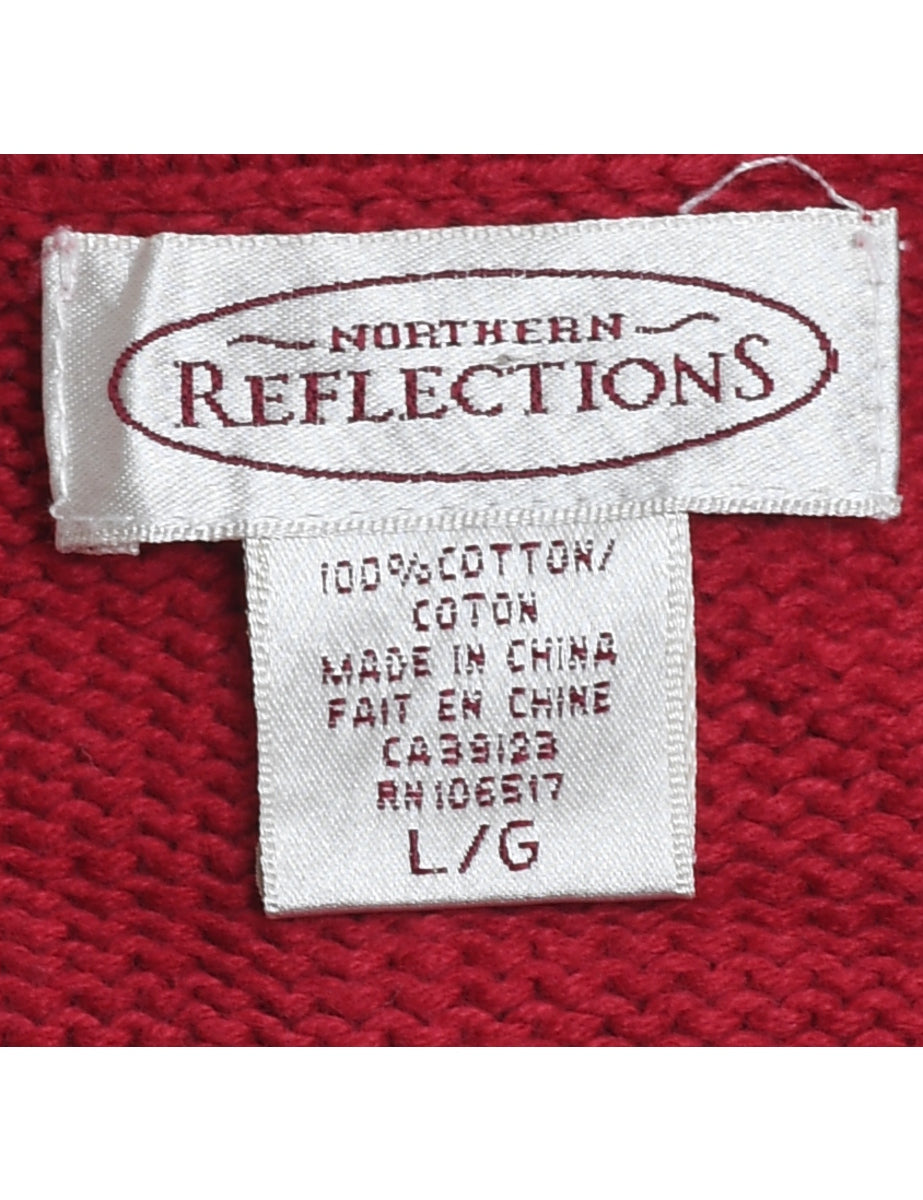 NORTHERN
REFLECTIONS
100% COTTON/
COTON
MADE IN CHINA
FAIT EN CHINE
CA39123
RN106517
L/G